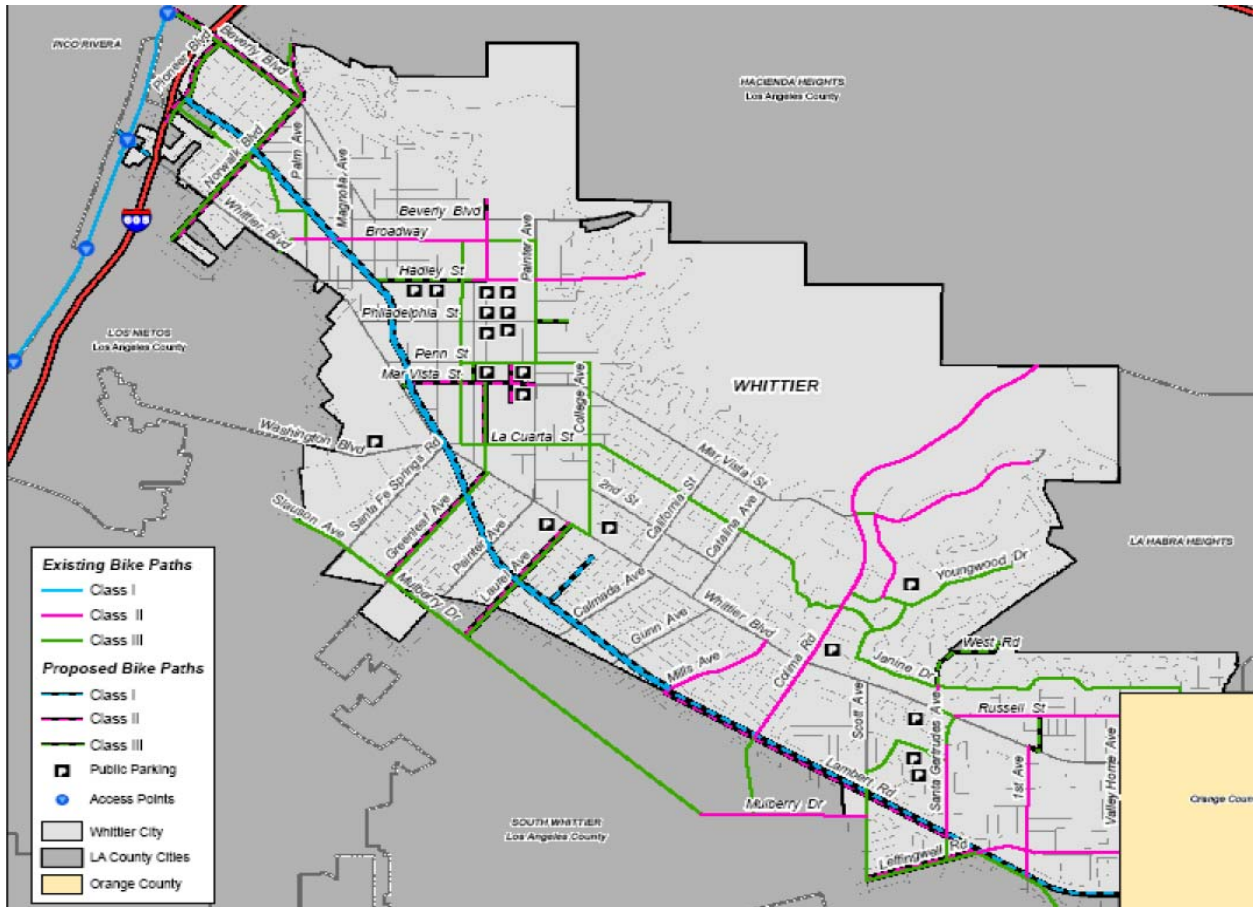 PICO RIVERA
Pioneer Blvd
Beverly Blvd
HACIENDA HEIGHTS
Los Angeles County
Norwalk Blvd
Palm Ave
Magnolia Ave
605
Whittier Blvd
Beverly Blvd
Broadway
Painter Ave
Hadley St
Philadelphia St
LOS NIETOS
Los Angeles County
Penn St
Mar Vista St
WHITTIER
College Ave
Washington Blvd
La Cuarta St
Santa Fe Springs Rd
Mar Vista St
Slauson Ave
2nd St
California St
Catalina Ave
Greenleaf Ave
Painter Ave
Laurel Ave
Mulberry Dr
Calmada Ave
Gunn Ave
Whittier Blvd
Youngwood Dr
LA HABRA HEIGHTS
Mills Ave
Colima Rd
West Rd
Janine Dr
Scott Ave
Russell St
Santa Gertrudes Ave
1st Ave
Valley Home Ave
Lambert Rd
Mulberry Dr
Leffingwell Rd
SOUTH WHITTIER
Los Angeles County
Orange Coun
Existing Bike Paths
Class I
Class II
Class III
Proposed Bike Paths
Class I
Class II
Class III
P Public Parking
Access Points
Whittier City
LA County Cities
Orange County